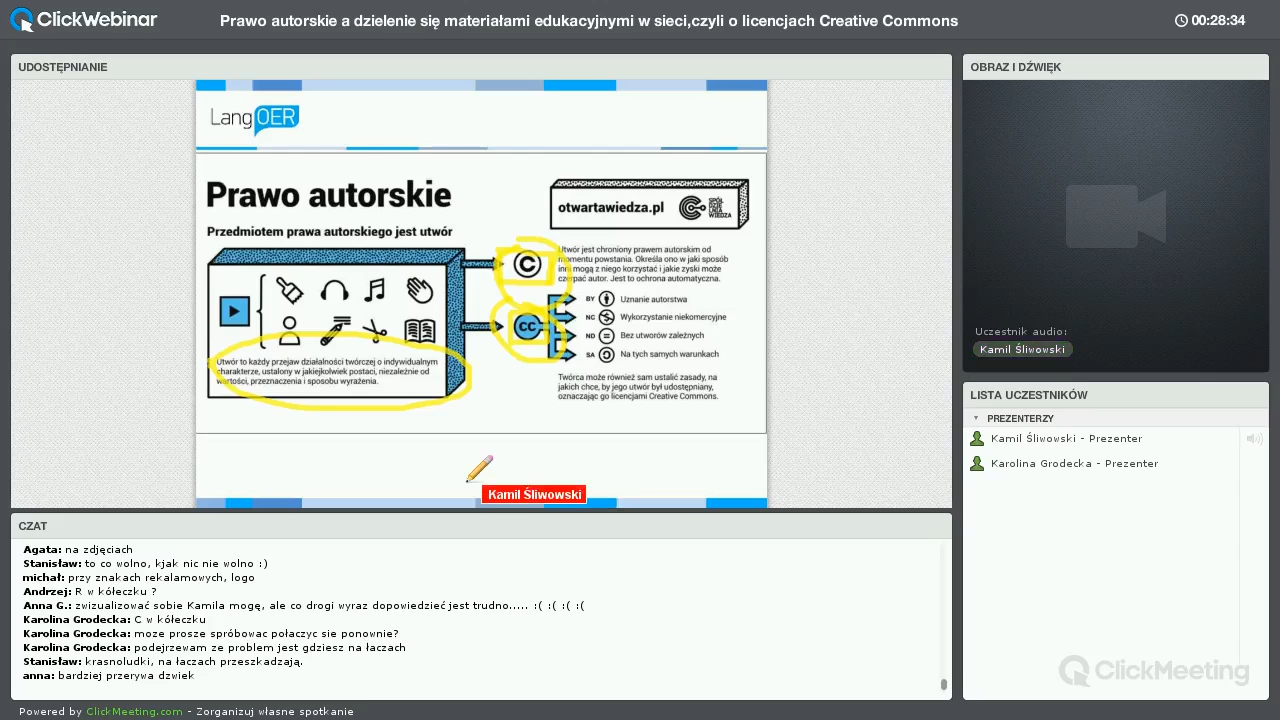 ClickWebinar
Prawo autorskie a dzielenie się materiałami edukacyjnymi w sieci,czyli o licencjach Creative Commons
00:28:34
UDOSTĘPNIANIE
LangOER
Prawo autorskie
Przedmiotem prawa autorskiego jest utwór
Utwór to każdy przejaw działalności twórczej o indywidualnym
charakterze, ustalony w jakiejkolwiek postaci, niezależnie od
wartości, przeznaczenia i sposobu wyrażenia.
C
CC
otwartawiedza.pl
SPÓŁ
DZIEL
NIA
WIEDZA
Utwór jest chroniony prawem autorskim od
momentu powstania. Określa ono w jaki sposób
inni mogą z niego korzystać i jakie zyski może
czerpać autor. Jest to ochrona automatyczna.
BY Uznanie autorstwa
NC Wykorzystanie niekomercyjne
ND Bez utworów zależnych
SA Na tych samych warunkach
Twórca może również sam ustalić zasady, na
jakich chce, by jego utwór był udostępniany,
oznaczając go licencjami Creative Commons.
Kamil Śliwowski
OBRAZ I DŹWIĘK
Uczestnik audio:
Kamil Śliwowski
LISTA UCZESTNIKÓW
PREZENTERZY
Kamil Śliwowski - Prezenter
Karolina Grodecka - Prezenter
CZAT
Agata: na zdjęciach
Stanisław: to co wolno, kjak nic nie wolno :)
michał: przy znakach rekalamowych, logo
Andrzej: R w kółeczku ?
Anna G.: zwizualizować sobie Kamila mogę, ale co drogi wyraz dopowiedzieć jest trudno..... :( :( :( :(
Karolina Grodecka: C w kółeczku
Karolina Grodecka: moze prosze spróbowac połaczyc sie ponownie?
Karolina Grodecka: podejrzewam ze problem jest gdziesz na łaczach
Stanisław: krasnoludki, na łaczach przeszkadzają.
anna: bardziej przerywa dzwiek
ClickMeeting
Powered by ClickMeeting.com - Zorganizuj własne spotkanie